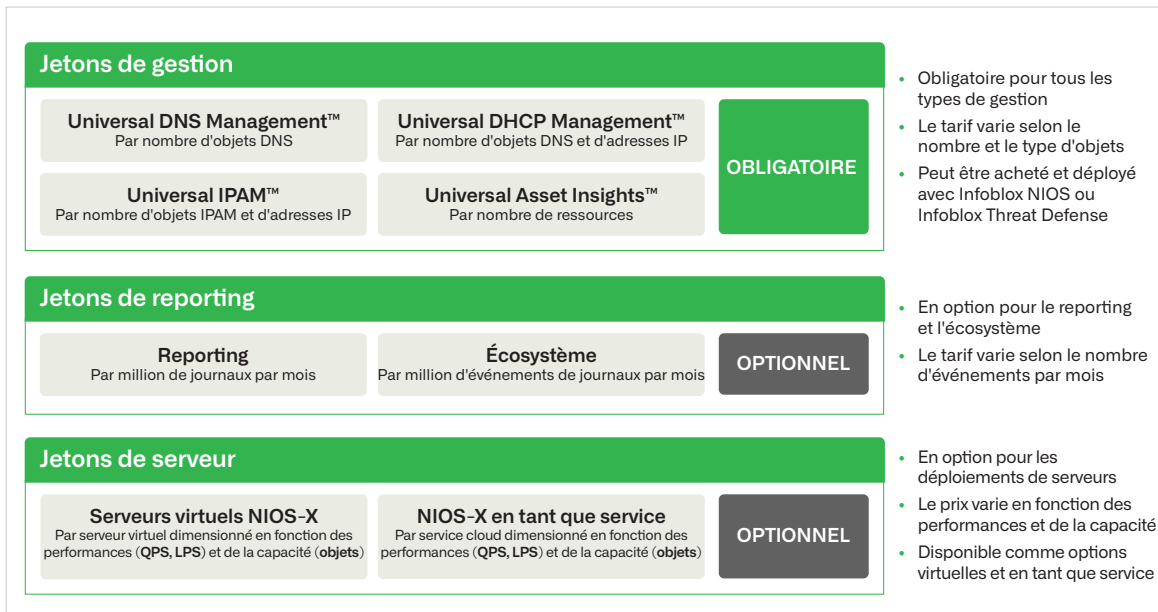 Jetons de gestion
Universal DNS Management™
Par nombre d'objets DNS
Universal DHCP Management™
Par nombre d'objets DNS et d'adresses IP
Universal IPAM™
Par nombre d'objets IPAM et d'adresses IP
Universal Asset Insights™
Par nombre de ressources
OBLIGATOIRE
• Obligatoire pour tous les
types de gestion
• Le tarif varie selon le
nombre et le type d'objets
• Peut être acheté et déployé
avec Infoblox NIOS ou
Infoblox Threat Defense
Jetons de reporting
Reporting
Par million de journaux par mois
Écosystème
Par million d'événements de journaux par mois
OPTIONNEL
• En option pour le reporting
et l'écosystème
• Le tarif varie selon le nombre
d'événements par mois
Jetons de serveur
Serveurs virtuels NIOS-X
Par serveur virtuel dimensionné en fonction des
performances (QPS, LPS) et de la capacité (objets)
NIOS-X en tant que service
Par service cloud dimensionné en fonction des
performances (QPS, LPS) et de la capacité (objets)
OPTIONNEL
• En option pour les
déploiements de serveurs
• Le prix varie en fonction des
performances et de la capacité
• Disponible comme options
virtuelles et en tant que service